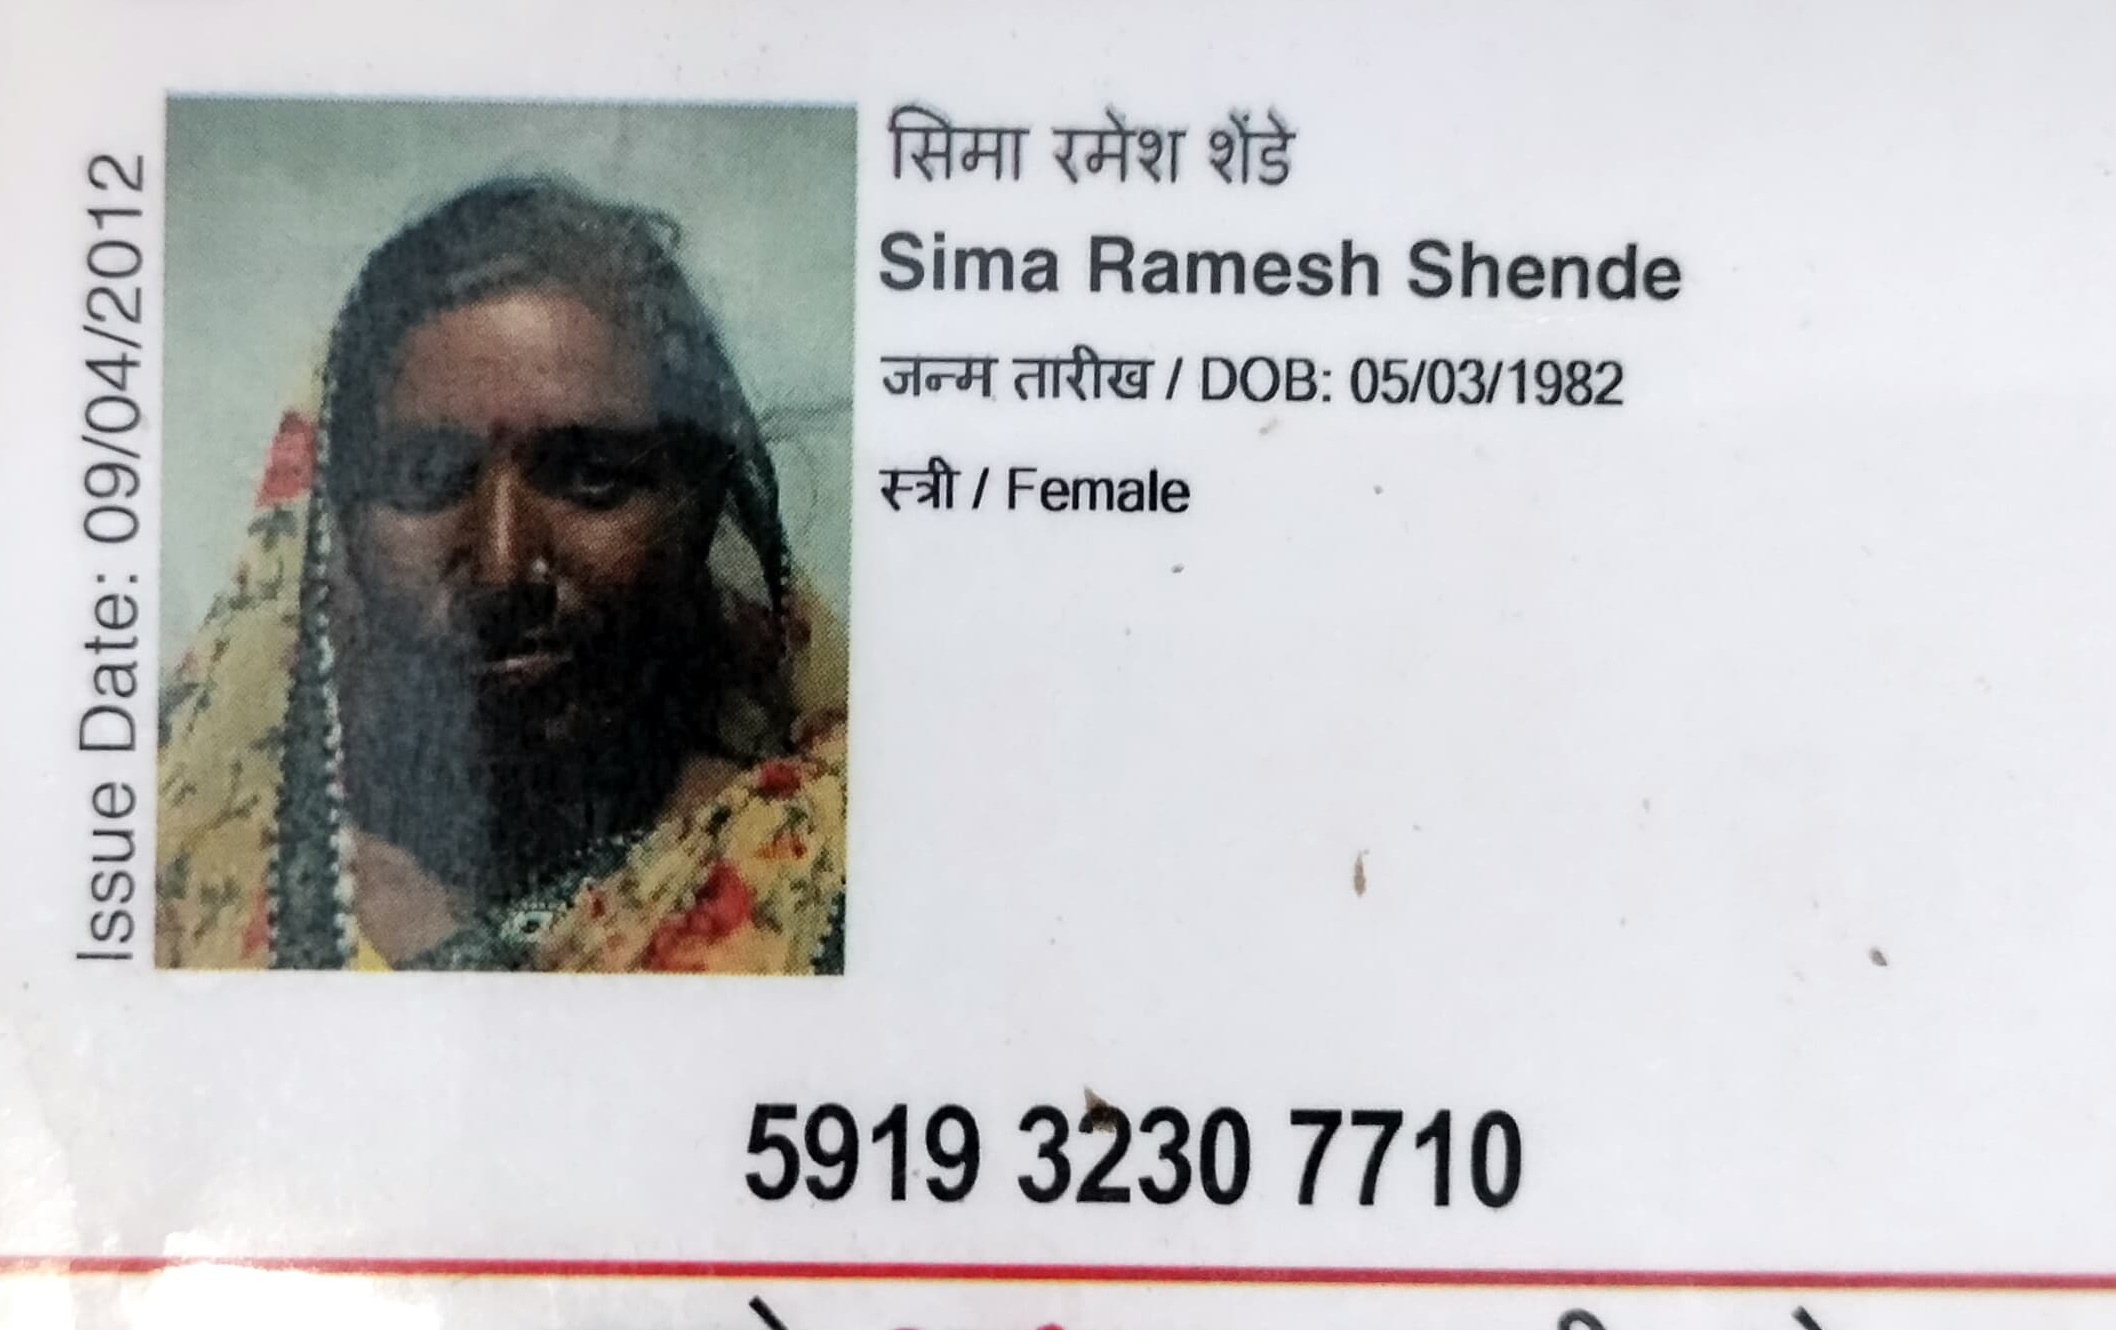 Issue Date: 09/04/2012
सिमा रमेश शेंडे
Sima Ramesh Shende
जन्म तारीख / DOB: 05/03/1982
स्त्री / Female
5919 3230 7710